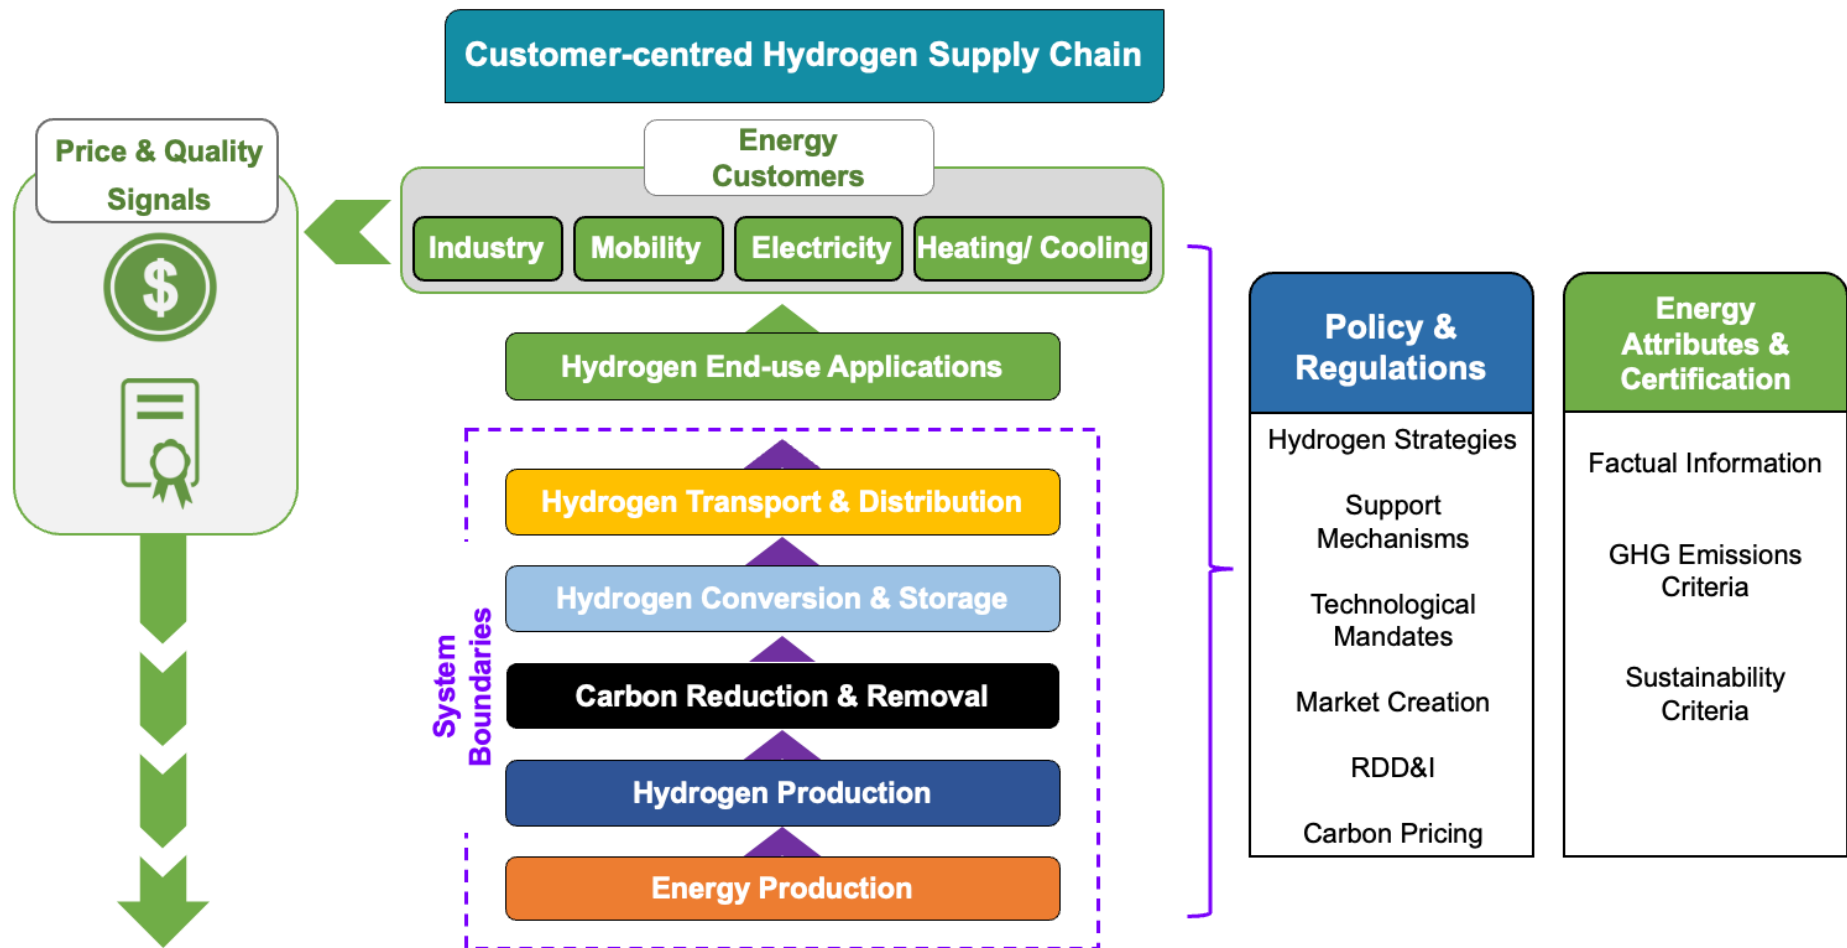 Customer-centred Hydrogen Supply Chain
Price & Quality
Signals
$
Energy
Customers
Industry
Mobility
Electricity
Heating/ Cooling
Hydrogen End-use Applications
System
Boundaries
Hydrogen Transport & Distribution
Hydrogen Conversion & Storage
Carbon Reduction & Removal
Hydrogen Production
Energy Production
Policy &
Regulations
Hydrogen Strategies
Support
Mechanisms
Technological
Mandates
Market Creation
RDD&I
Carbon Pricing
Energy
Attributes &
Certification
Factual Information
GHG Emissions
Criteria
Sustainability
Criteria